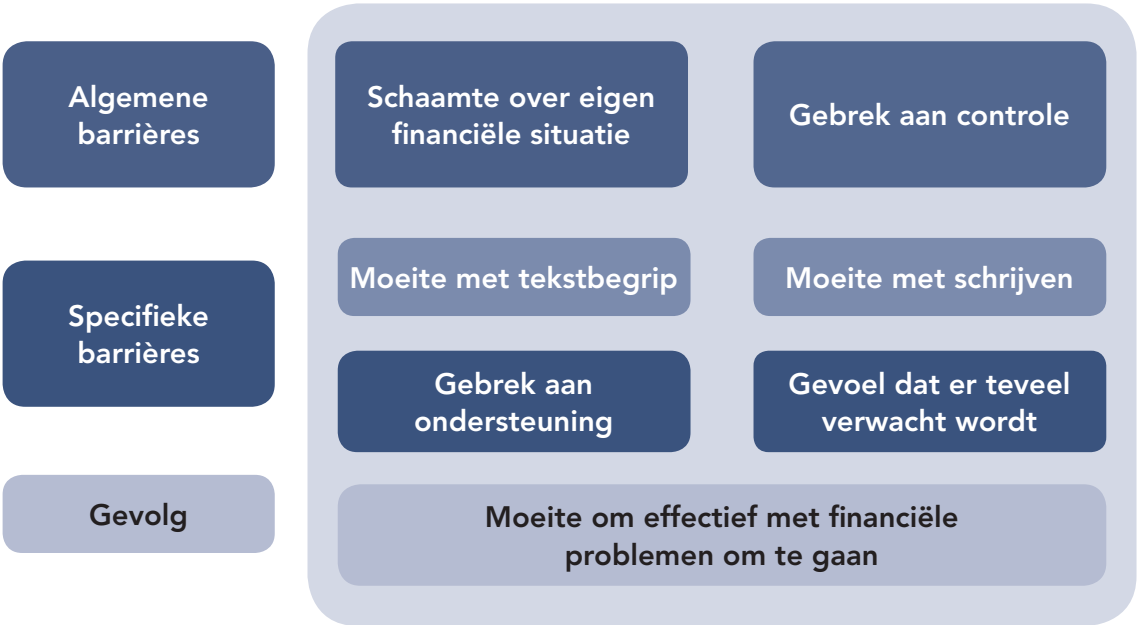 Algemene
barrières
Schaamte over eigen
financiële situatie
Gebrek aan controle
Specifieke
barrières
Moeite met tekstbegrip
Moeite met schrijven
Gebrek aan
ondersteuning
Gevoel dat er teveel
verwacht wordt
Gevolg
Moeite om effectief met financiële
problemen om te gaan